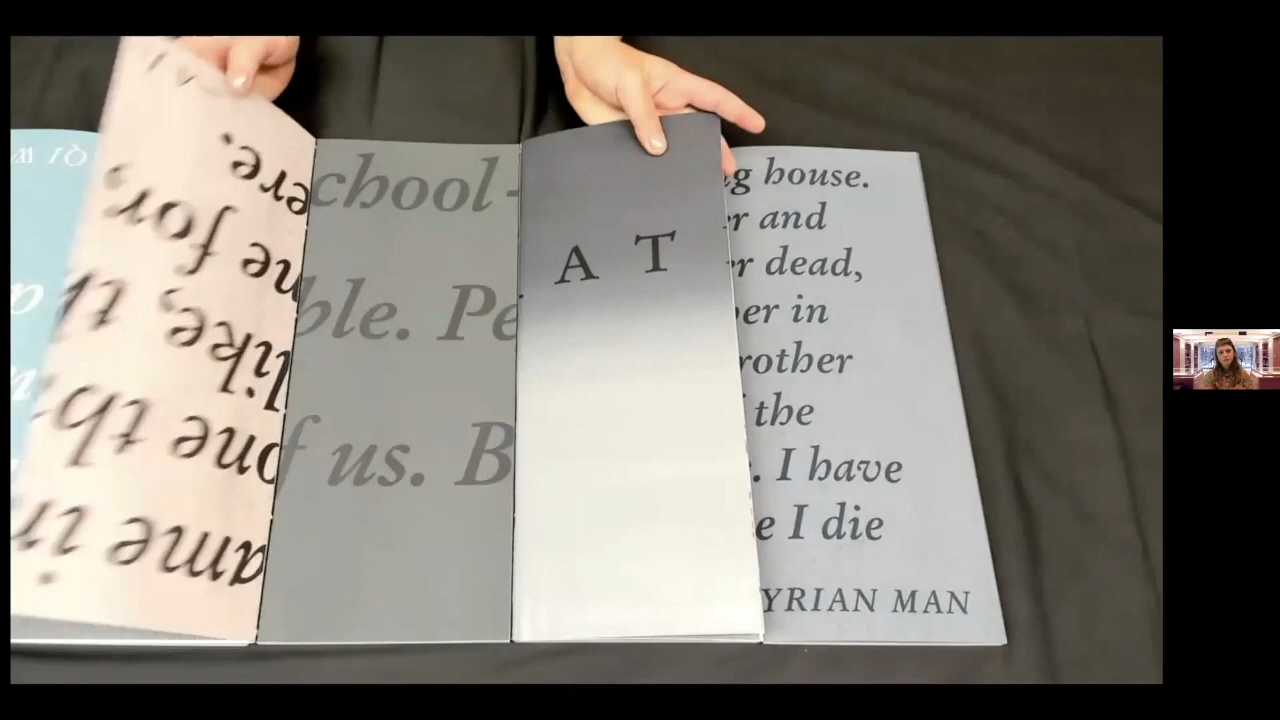 ere.
ne for,
like, th
one th
ame in
chool-
ble. Pe
f us. B
A T
g house.
r and
r dead,
er in
rother
the
. I have
e I die
YRIAN MAN